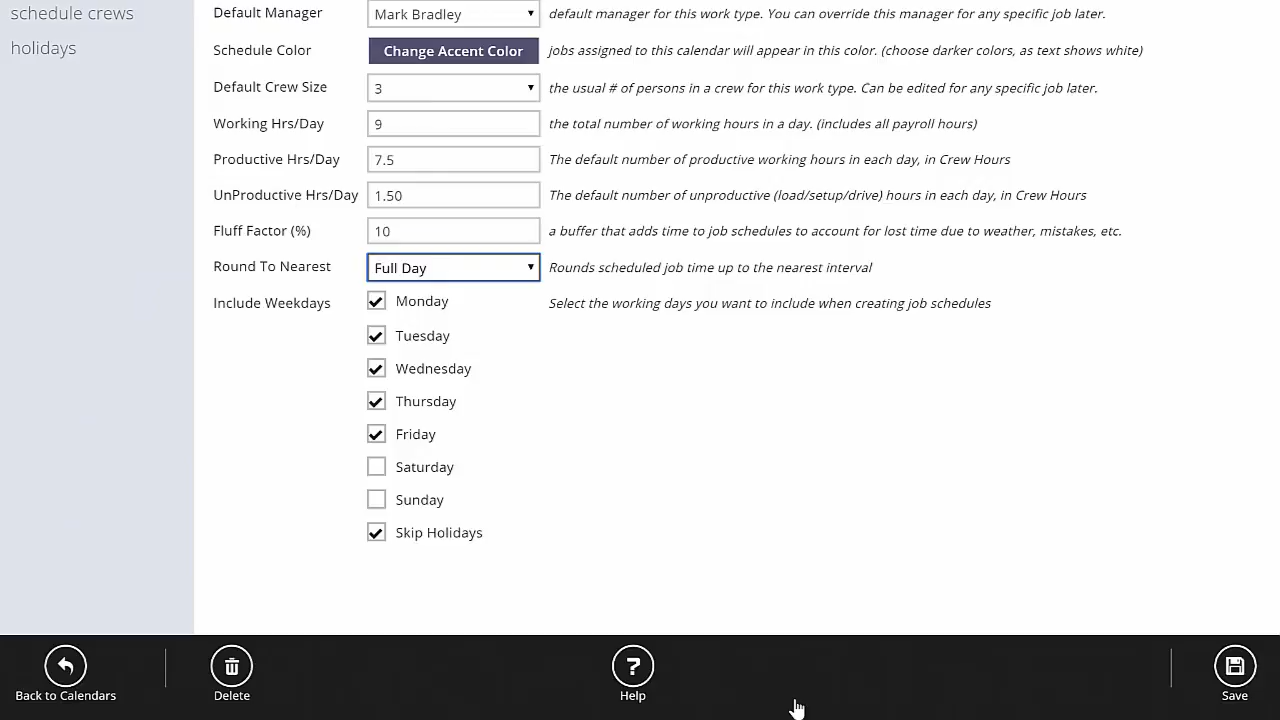 schedule crews
holidays
Default Manager Mark Bradley default manager for this work type. You can override this manager for any specific job later.
Schedule Color Change Accent Color jobs assigned to this calendar will appear in this color. (choose darker colors, as text shows white)
Default Crew Size 3 the usual # of persons in a crew for this work type. Can be edited for any specific job later.
Working Hrs/Day 9 the total number of working hours in a day. (includes all payroll hours)
Productive Hrs/Day 7.5 The default number of productive working hours in each day, in Crew Hours
UnProductive Hrs/Day 1.50 The default number of unproductive (load/setup/drive) hours in each day, in Crew Hours
Fluff Factor (%) 10 a buffer that adds time to job schedules to account for lost time due to weather, mistakes, etc.
Round To Nearest Full Day Rounds scheduled job time up to the nearest interval
Include Weekdays Monday Select the working days you want to include when creating job schedules
Tuesday
Wednesday
Thursday
Friday
Saturday
Sunday
Skip Holidays
Back to Calendars Delete Help Save